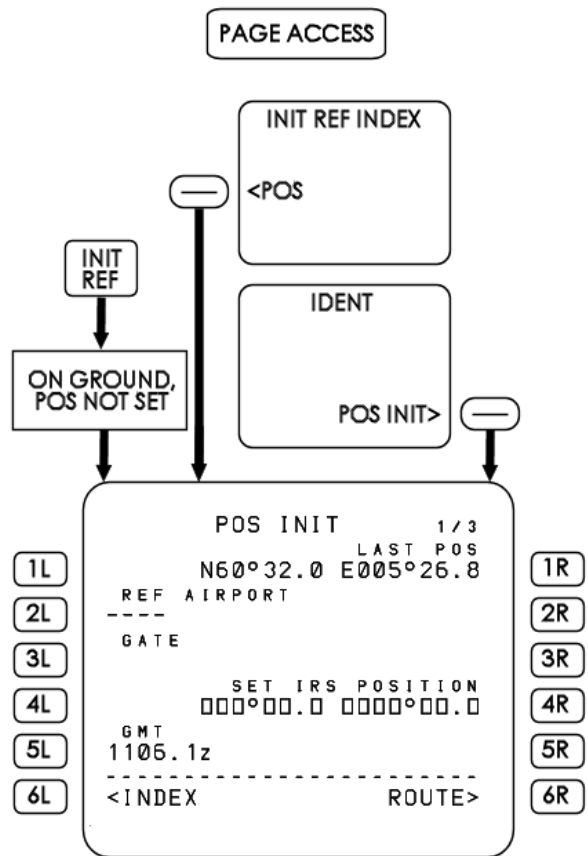 PAGE ACCESS
INIT REF INDEX
<POS
INIT
REF
IDENT
POS INIT>
ON GROUND,
POS NOT SET
POS INIT 1/3
LAST POS
1L N60°32.0 E005°26.8 1R
REF AIRPORT
2L ---- 2R
GATE
3L 3R
SET IRS POSITION
4L □□□°□□.□ □□□□°□□.□ 4R
GMT
5L 1106.1z 5R
--------------------------
6L <INDEX ROUTE> 6R